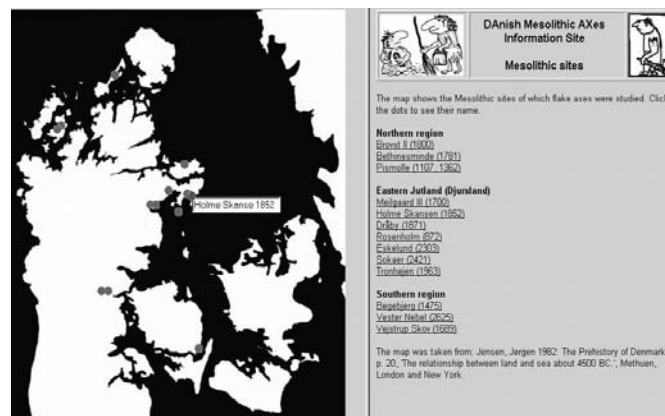 DAnish Mesolithic AXes
Information Site
Mesolithic sites
The map shows the Mesolithic sites of which flake axes were studied. Clic
the dots to see their name.
Northern region
Brovst II (1800)
Bethinesminde (1781)
Pismolle (1107, 1362)
Eastern Jutland (Djursland)
Meilgaard III (1700)
Holme Skansen (1852)
Dråby (1871)
Rosenholm (872)
Eskelund (2303)
Sokaer (2421)
Tronhøjen (1963)
Southern region
Begebjerg (1475)
Vester Nebel (2625)
Vejstrup Skov (1689)
The map was taken from: Jensen, Jørgen 1982: The Prehistory of Denmark
p. 20, 'The relationship between land and sea about 4500 BC.', Methuen,
London and New York.
Holme Skanse 1852